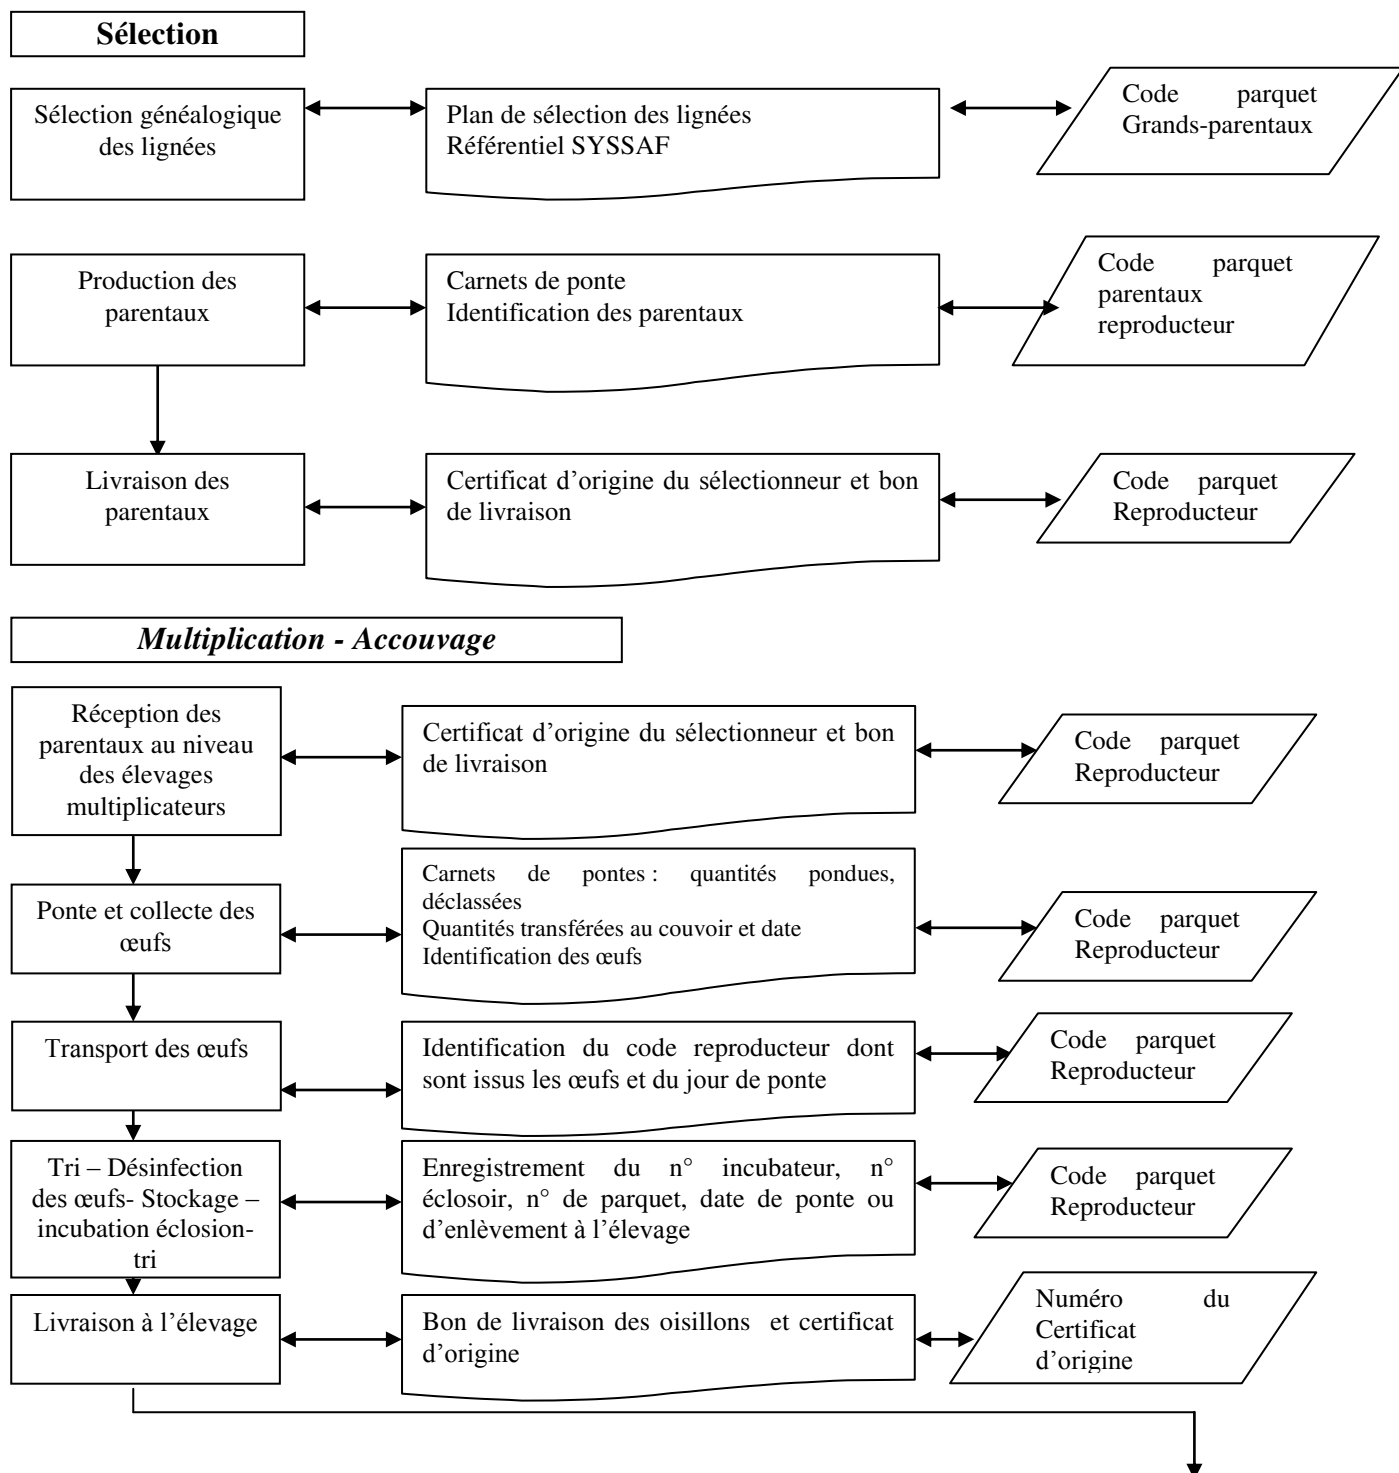 Sélection
Sélection généalogique
des lignées
Plan de sélection des lignées
Référentiel SYSSAF
Code parquet
Grands-parentaux
Production des
parentaux
Carnets de ponte
Identification des parentaux
Code parquet
parentaux
reproducteur
Livraison des
parentaux
Certificat d'origine du sélectionneur et bon
de livraison
Code parquet
Reproducteur
Multiplication - Accouvage
Réception des
parentaux au niveau
des élevages
multiplicateurs
Certificat d'origine du sélectionneur et bon
de livraison
Code parquet
Reproducteur
Ponte et collecte des
œufs
Carnets de pontes : quantités pondues,
déclassées
Quantités transférées au couvoir et date
Identification des œufs
Code parquet
Reproducteur
Transport des œufs
Identification du code reproducteur dont
sont issus les œufs et du jour de ponte
Code parquet
Reproducteur
Tri – Désinfection
des œufs- Stockage –
incubation éclosion-
tri
Enregistrement du n° incubateur, n°
éclosoir, n° de parquet, date de ponte ou
d'enlèvement à l'élevage
Code parquet
Reproducteur
Livraison à l'élevage
Bon de livraison des oisillons et certificat
d'origine
Numéro du
Certificat
d'origine